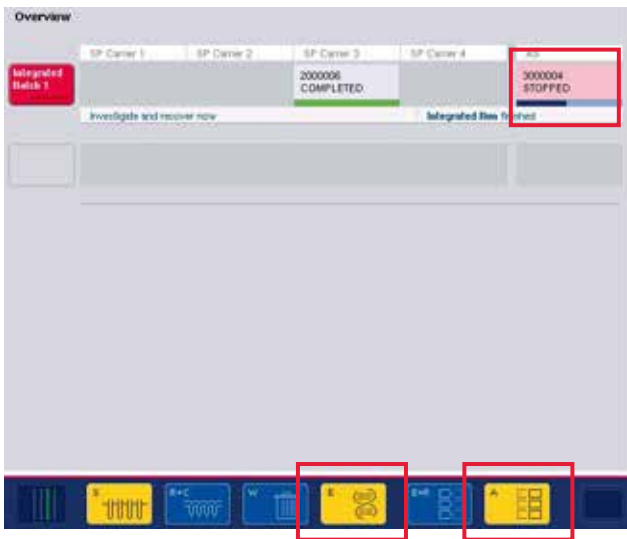 Overview
SP Carrier 1 SP Carrier 2 SP Carrier 3 SP Carrier 4 AS
Integrated
Batch 1
2000006
COMPLETED
3000004
STOPPED
Investigate and recover now
Integrated Run finished
S
R+C
W
E
A